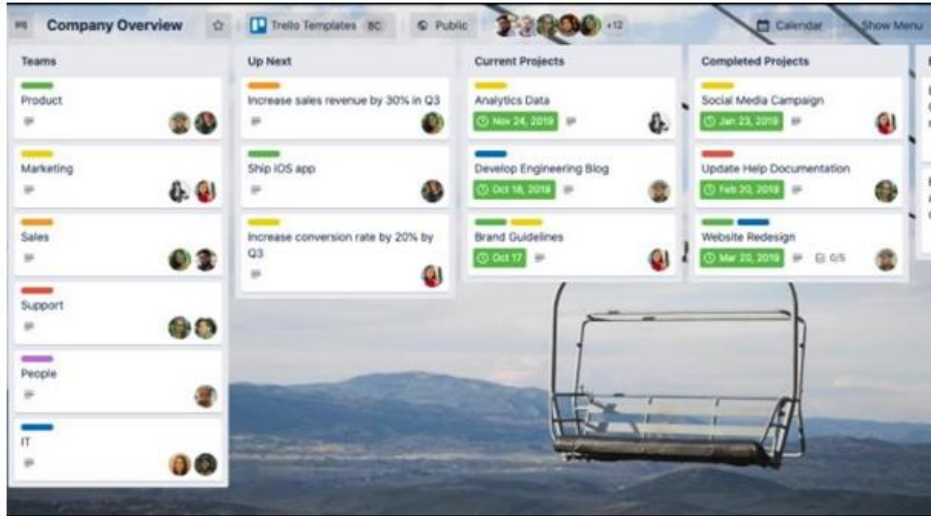 Company Overview
Trello Templates BC
Public
+12
Calendar
Show Menu
Teams
Product
Marketing
Sales
Support
People
IT
Up Next
Increase sales revenue by 30% in Q3
Ship iOS app
Increase conversion rate by 20% by
Q3
Current Projects
Analytics Data
Nov 24, 2019
Develop Engineering Blog
Oct 18, 2019
Brand Guidelines
Oct 17
Completed Projects
Social Media Campaign
Jan 23, 2019
Update Help Documentation
Feb 20, 2019
Website Redesign
Mar 20, 2019
0/5